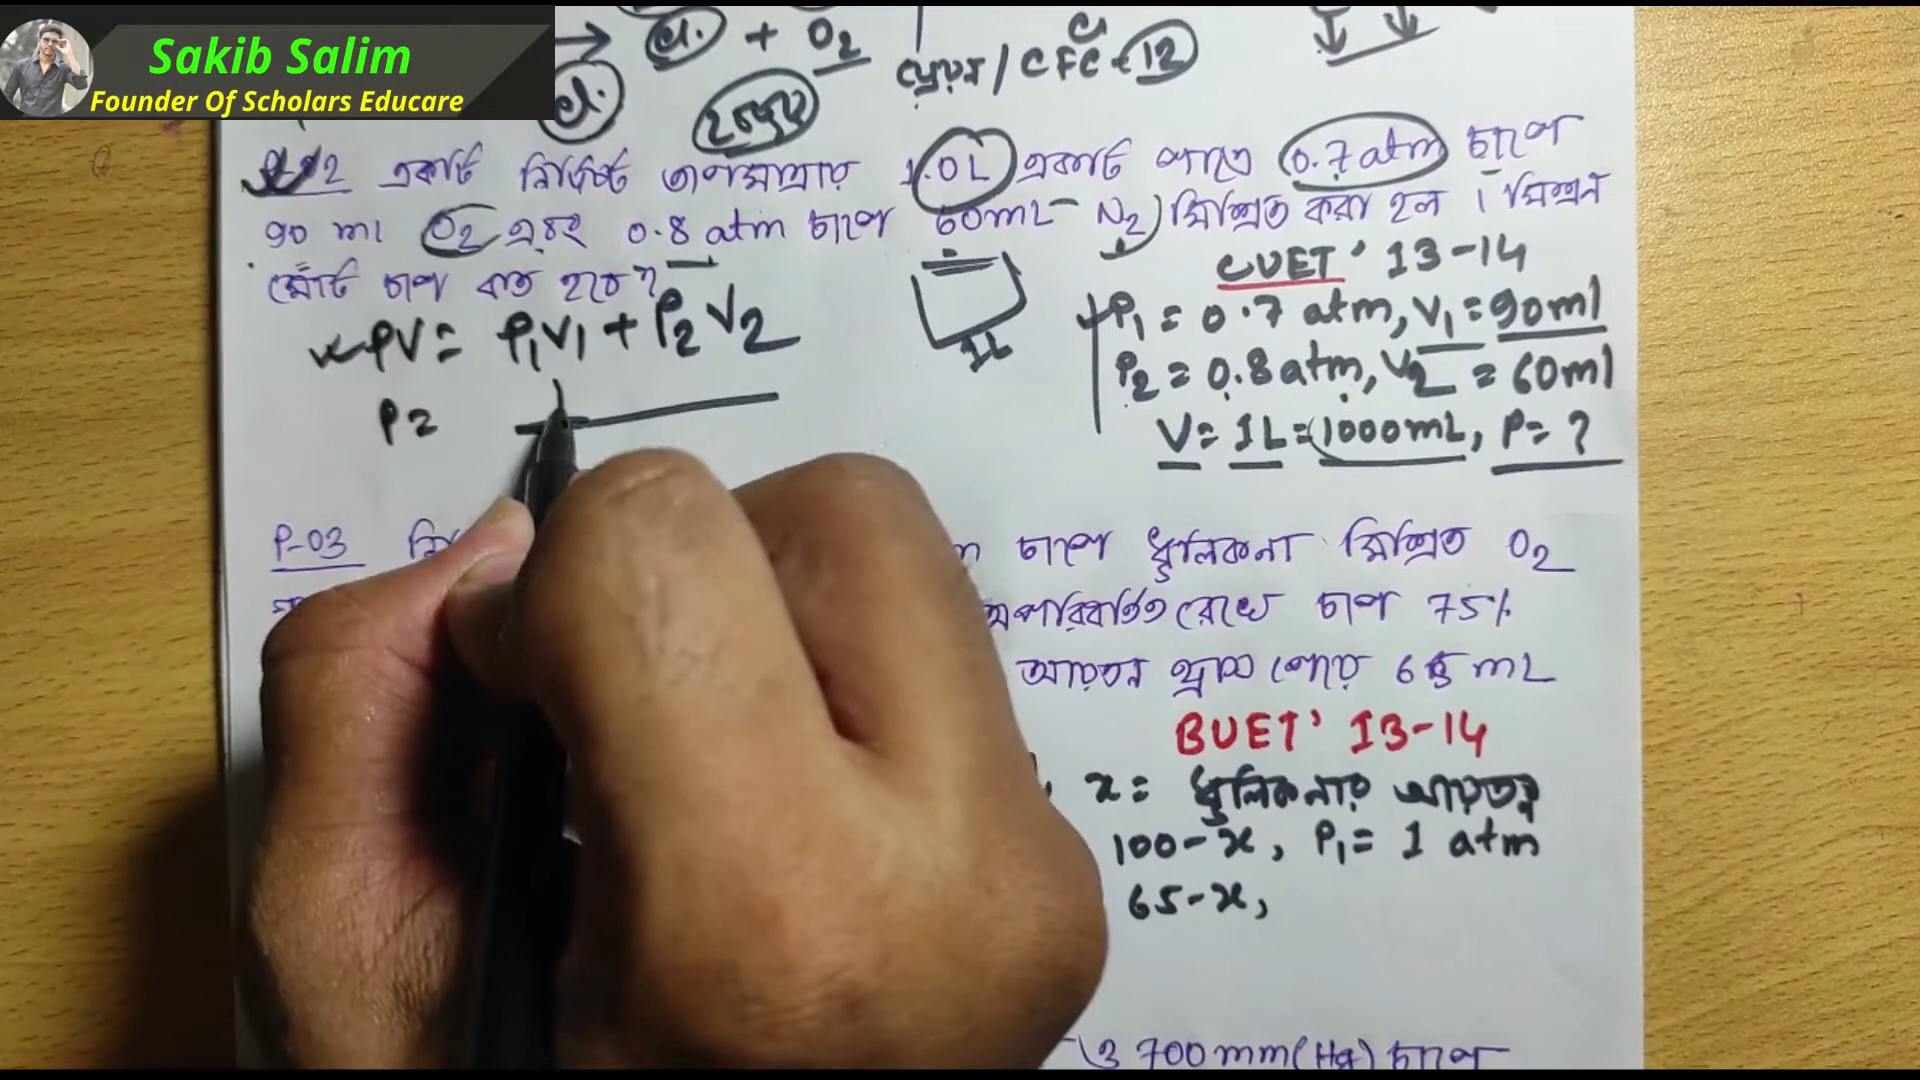 Sakib Salim
Founder Of Scholars Educare
+ O2
ফ্রেয়ন / CFC - 12
একটি নির্দিষ্ট তাপমাত্রায় 1.0L একটি পাত্রে 0.7 atm চাপে
90 ml O2 এবং 0.8 atm চাপে 60mL N2 মিশ্রিত করা হল। মিশ্রণ
মোট চাপ কত হবে?
CUET' 13-14
PV = P1V1 + P2V2
P1 = 0.7 atm, V1 = 90ml
P2 = 0.8 atm, V2 = 60ml
P =
V = 1L = 1000mL, P = ?
1L
P-03 চাপে ধুলিকনা মিশ্রিত O2
অপরিবর্তিত রেখে চাপ 75%
আয়তন হ্রাস পেয়ে 65 mL
BUET' 13-14
x = ধুলিকনার আয়তন
100-x, P1 = 1 atm
65-x,
ও 700 mm(Hg) চাপে